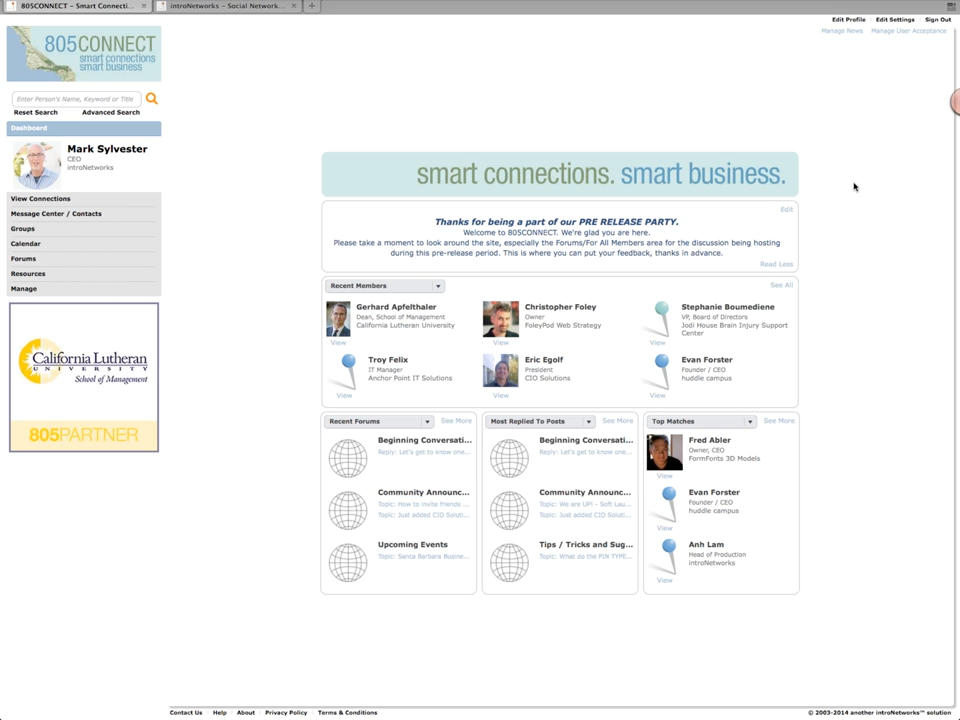 805CONNECT – Smart Connecti...
introNetworks – Social Network...
Edit Profile
Edit Settings
Sign Out
Manage News
Manage User Acceptance
805CONNECT
smart connections
smart business
Enter Person's Name, Keyword or Title
Reset Search
Advanced Search
Dashboard
Mark Sylvester
CEO
introNetworks
View Connections
Message Center / Contacts
Groups
Calendar
Forums
Resources
Manage
California Lutheran
UNIVERSITY
School of Management
805PARTNER
smart connections. smart business.
Edit
Thanks for being a part of our PRE RELEASE PARTY.
Welcome to 805CONNECT. We're glad you are here.
Please take a moment to look around the site, especially the Forums/For All Members area for the discussion being hosting
during this pre-release period. This is where you can put your feedback, thanks in advance.
Read Less
Recent Members
See All
Gerhard Apfelthaler
Dean, School of Management
California Lutheran University
View
Christopher Foley
Owner
FoleyPod Web Strategy
View
Stephanie Boumediene
VP, Board of Directors
Jodi House Brain Injury Support
Center
View
Troy Felix
IT Manager
Anchor Point IT Solutions
View
Eric Egolf
President
CIO Solutions
View
Evan Forster
Founder / CEO
huddle campus
View
Recent Forums
See More
Beginning Conversati...
Reply: Let's get to know one...
Community Announc...
Topic: How to invite friends ...
Topic: Just added CIO Soluti...
Upcoming Events
Topic: Santa Barbara Busine...
Most Replied To Posts
See More
Beginning Conversati...
Reply: Let's get to know one...
Community Announc...
Topic: We are UP! - Soft Lau...
Topic: Just added CIO Soluti...
Tips / Tricks and Sug...
Topic: What do the PIN TYPE...
Top Matches
See More
Fred Abler
Owner, CEO
FormFonts 3D Models
View
Evan Forster
Founder / CEO
huddle campus
View
Anh Lam
Head of Production
introNetworks
View
Contact Us
Help
About
Privacy Policy
Terms & Conditions
© 2003-2014 another introNetworks™ solution